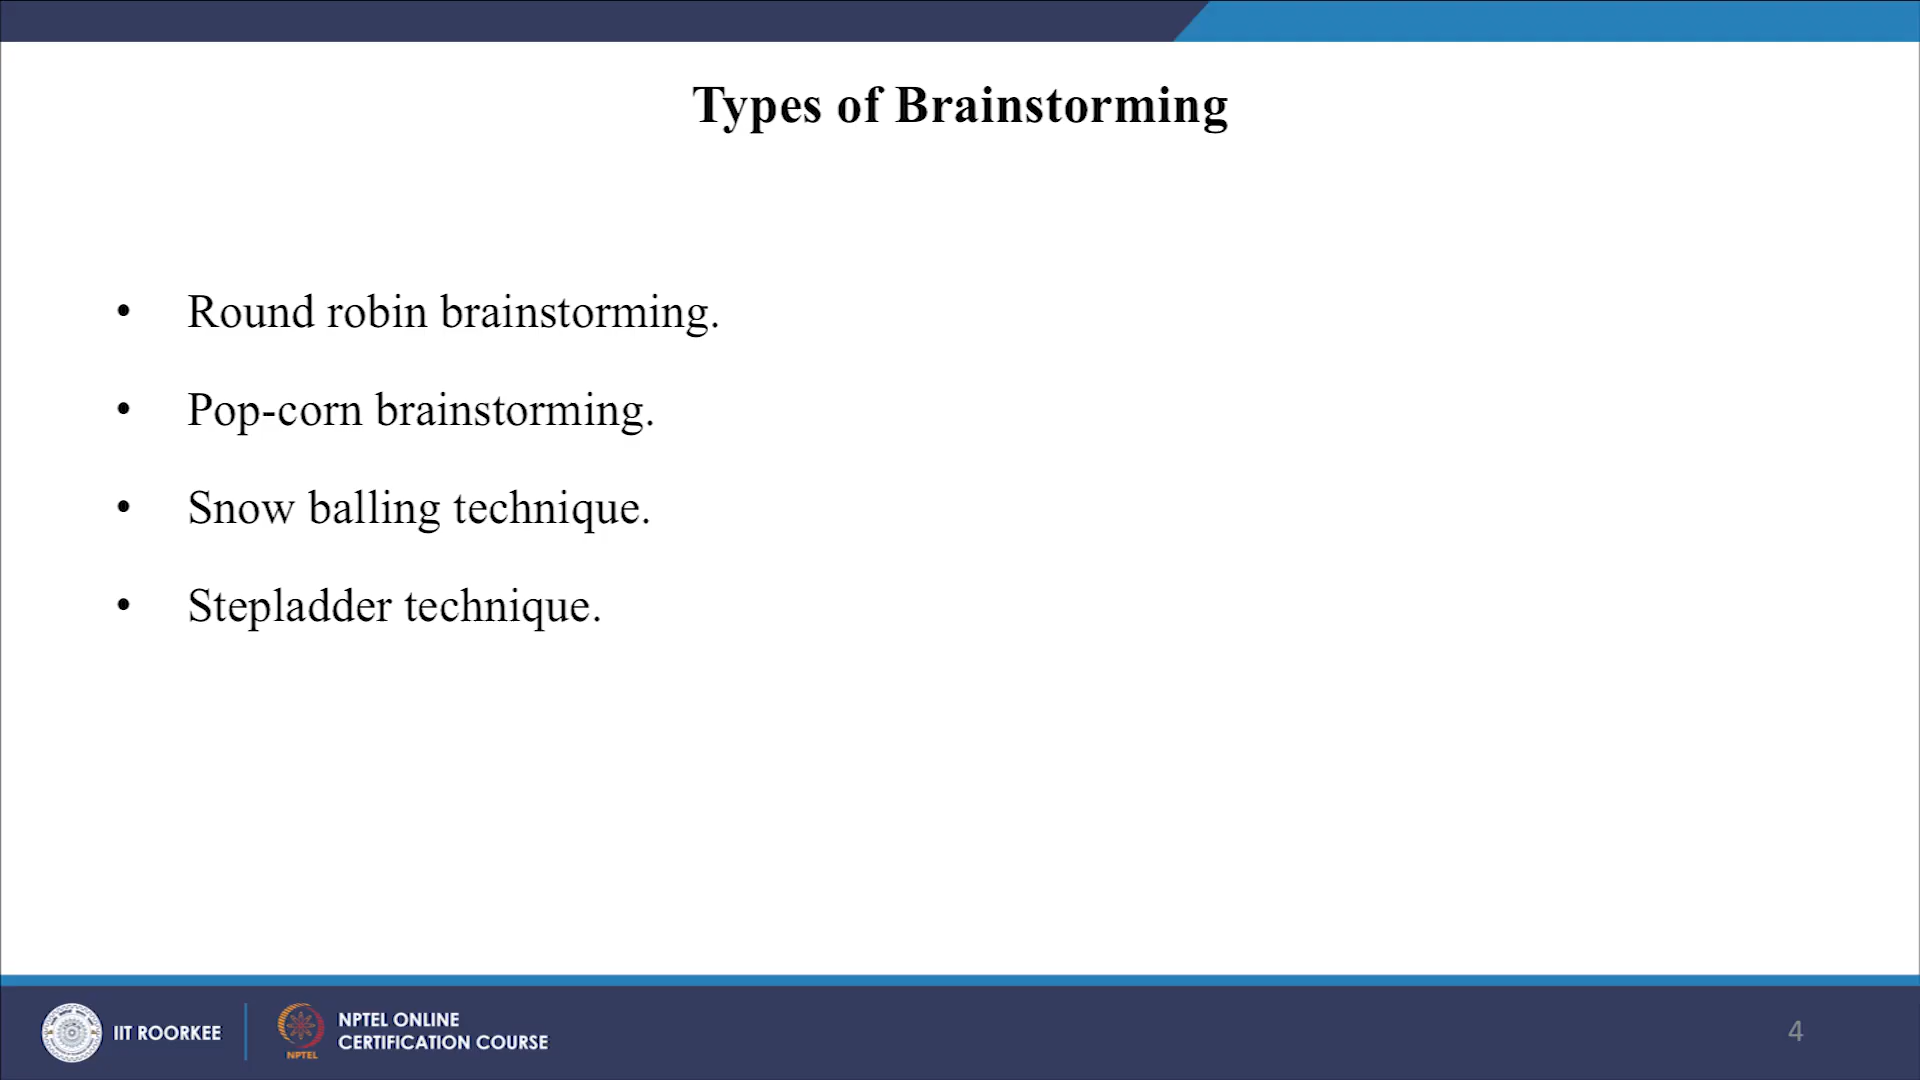 Types of Brainstorming
• Round robin brainstorming.
• Pop-corn brainstorming.
• Snow balling technique.
• Stepladder technique.
IIT ROORKEE
NPTEL
NPTEL ONLINE
CERTIFICATION COURSE
4